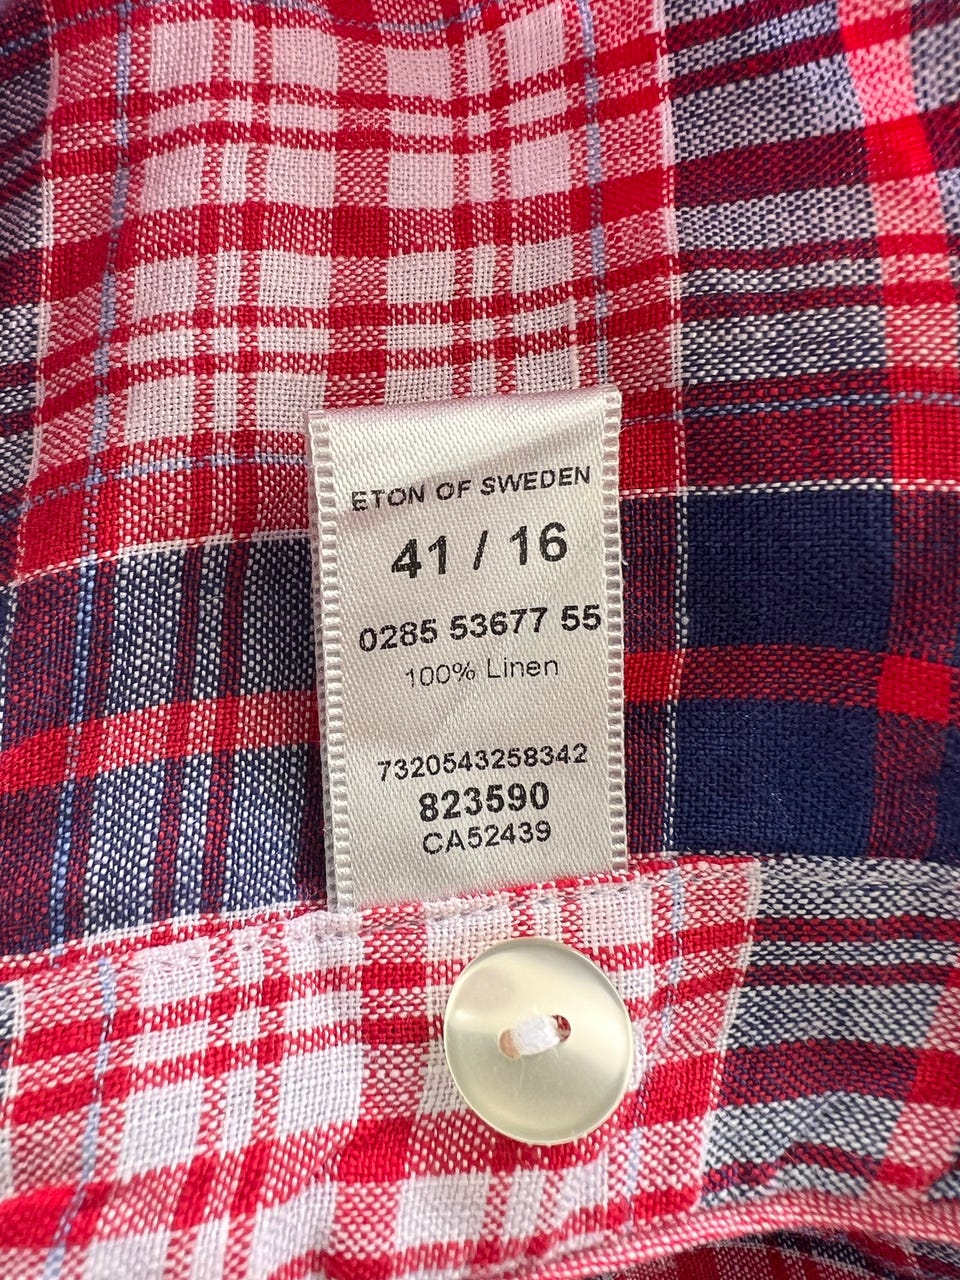 ETON OF SWEDEN
41 / 16
0285 53677 55
100% Linen
7320543258342
823590
CA52439